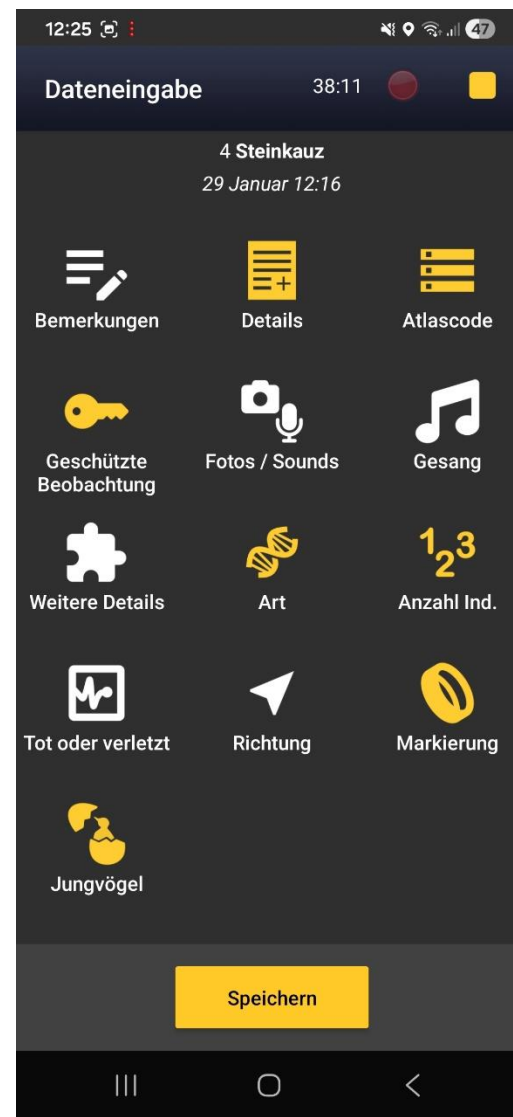 12:25
47
Dateneingabe 38:11
4 Steinkauz
29 Januar 12:16
Bemerkungen Details Atlascode
Geschützte Beobachtung Fotos / Sounds Gesang
Weitere Details Art 123 Anzahl Ind.
Tot oder verletzt Richtung Markierung
Jungvögel
Speichern